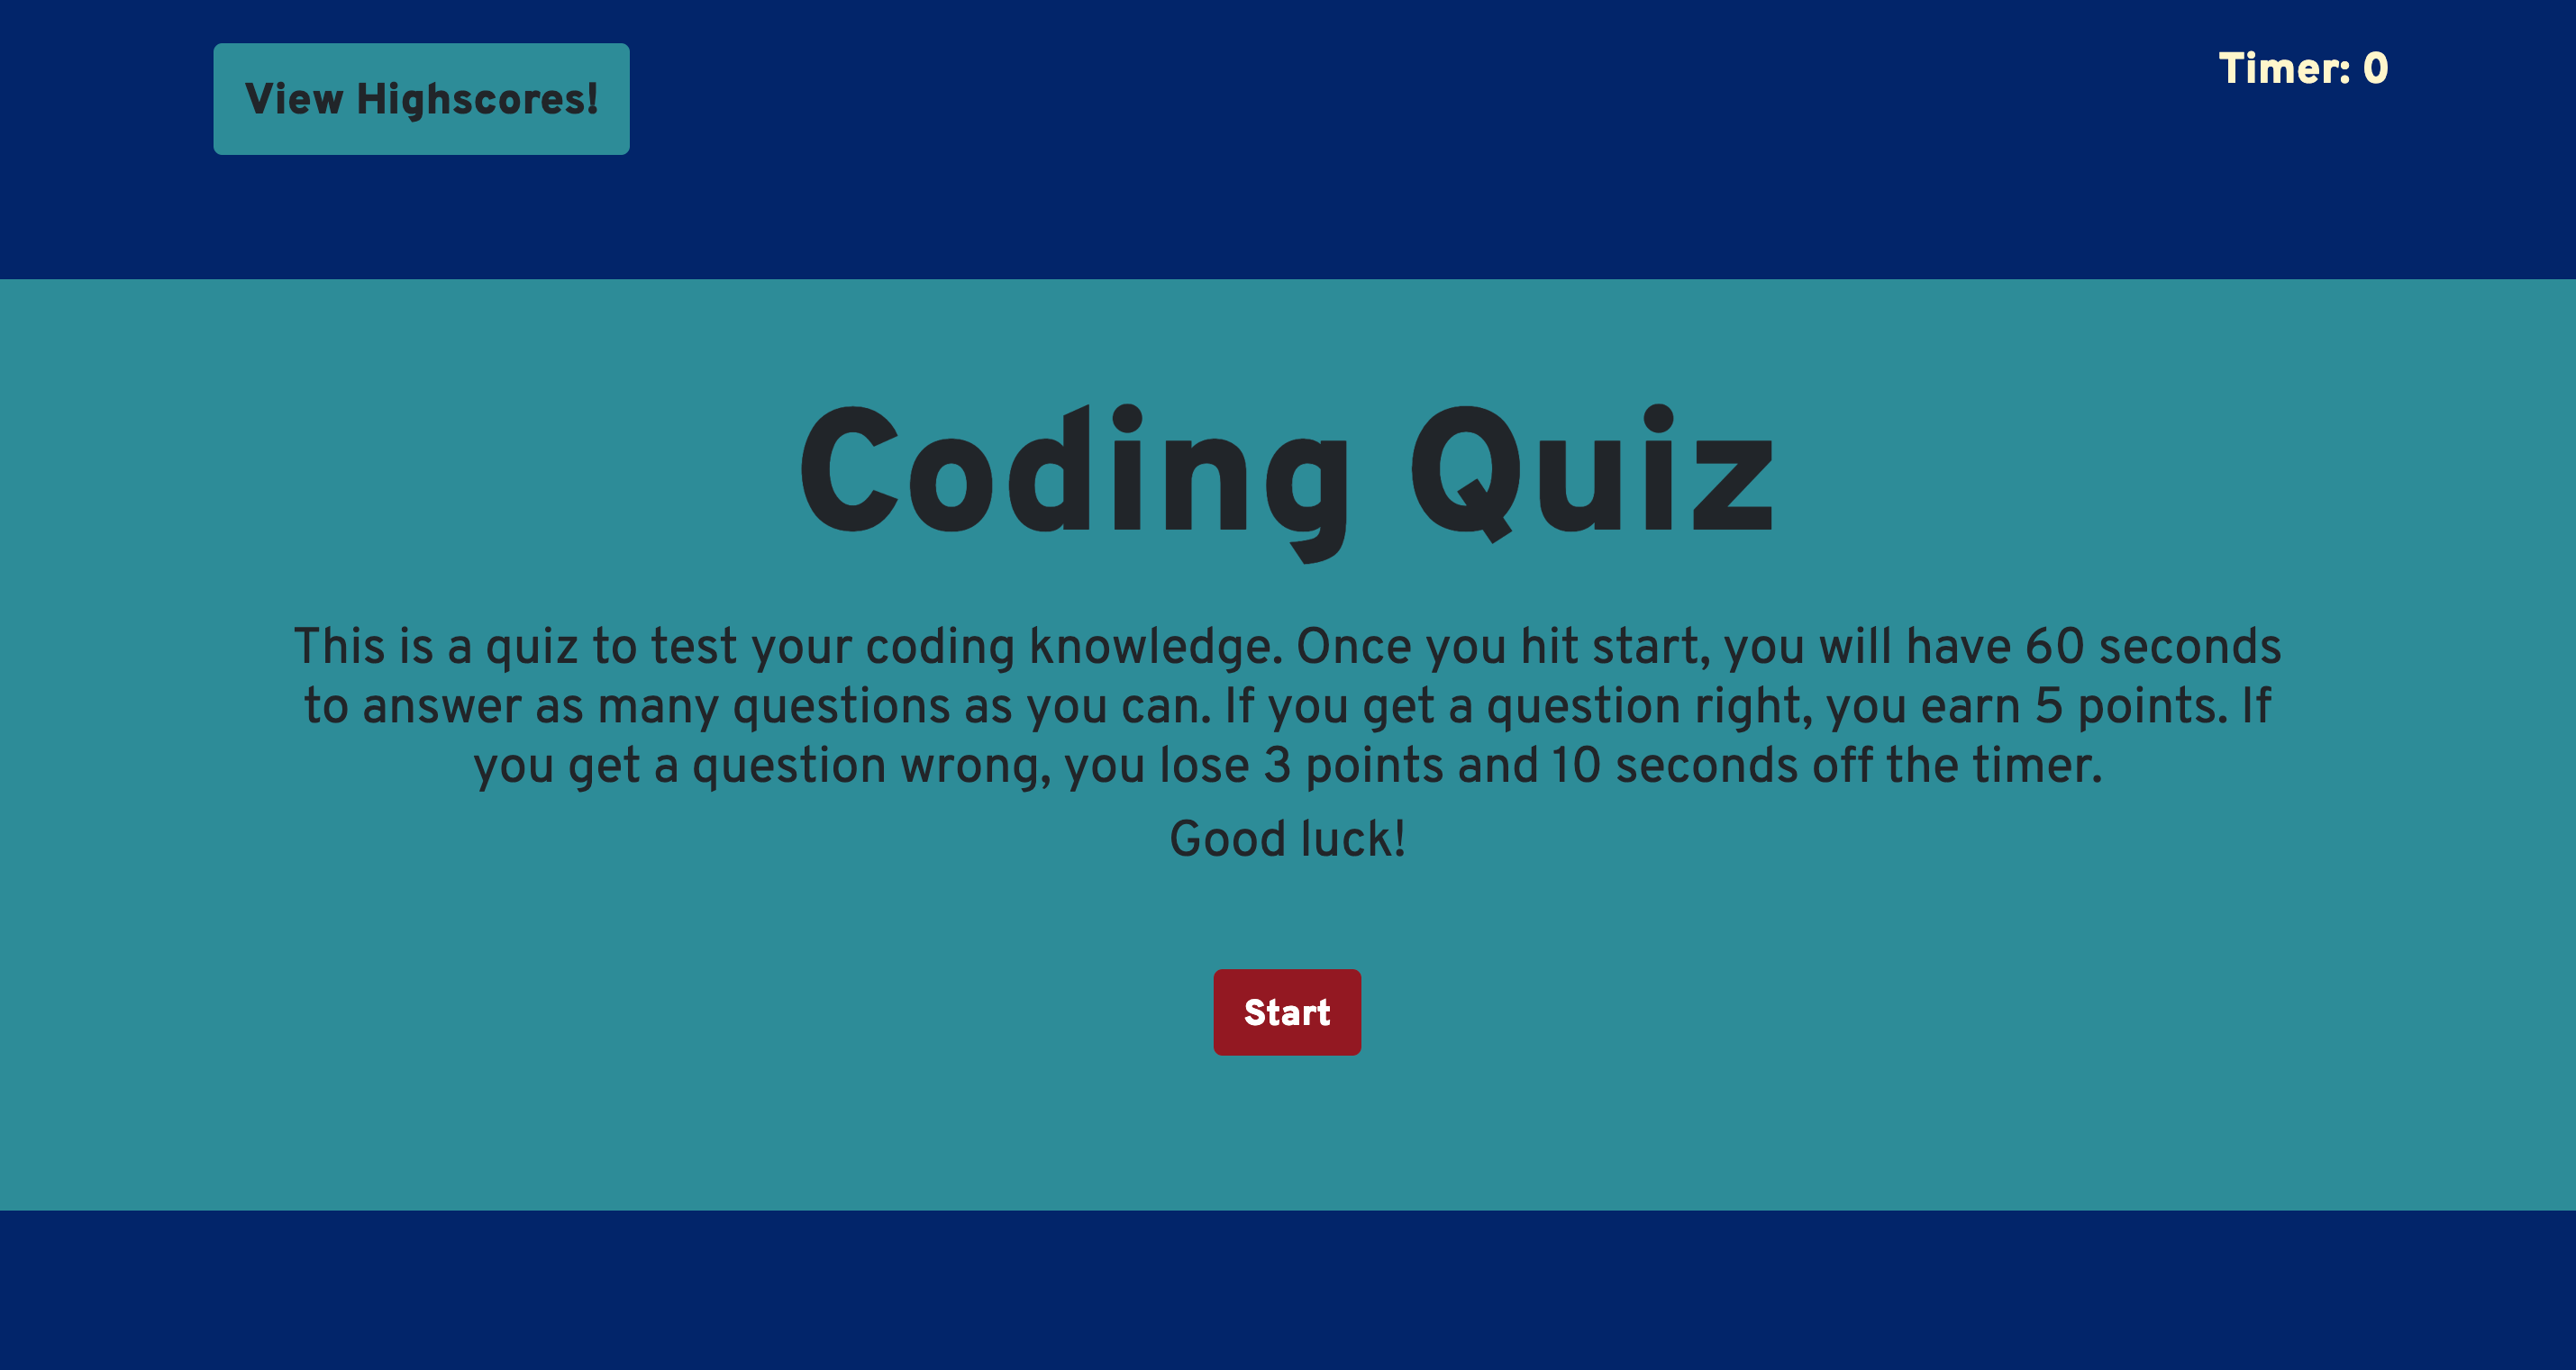 View Highscores!
Timer: 0
Coding Quiz
This is a quiz to test your coding knowledge. Once you hit start, you will have 60 seconds
to answer as many questions as you can. If you get a question right, you earn 5 points. If
you get a question wrong, you lose 3 points and 10 seconds off the timer.
Good luck!
Start